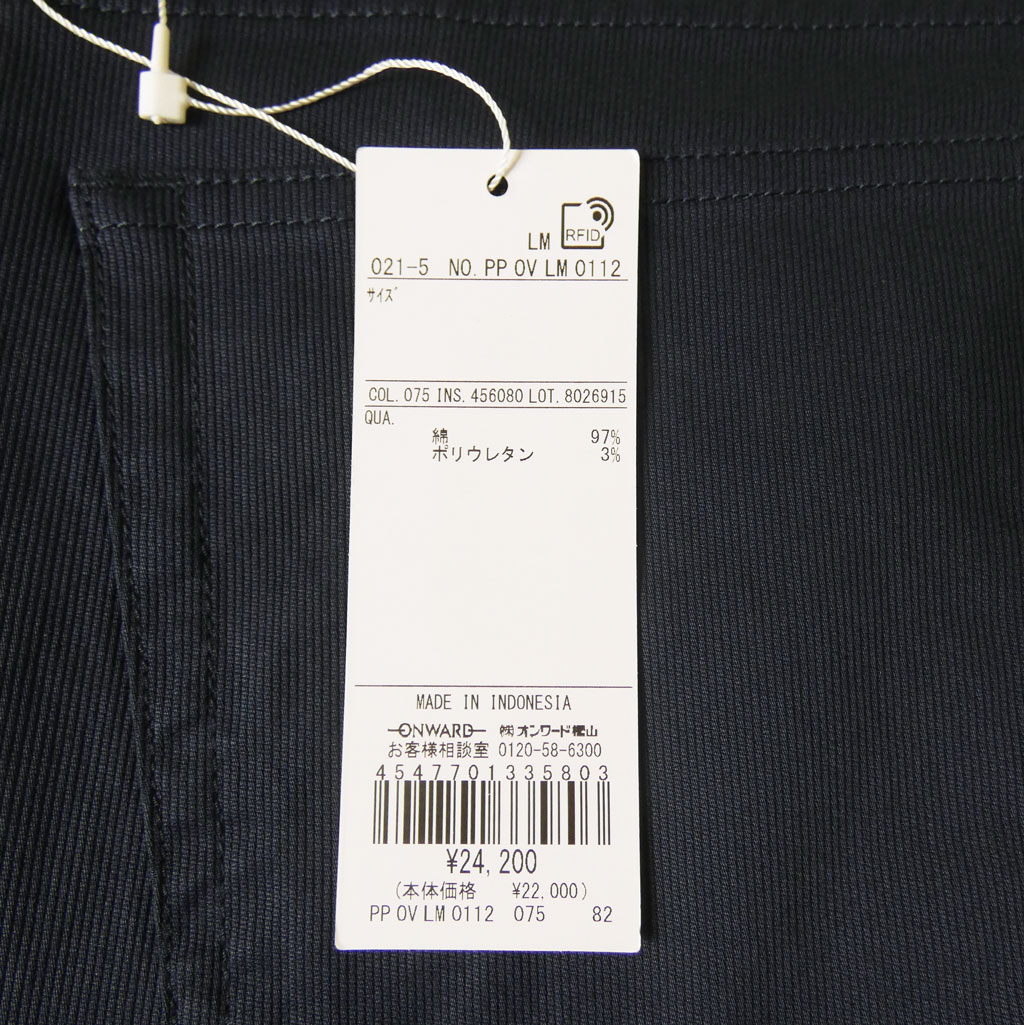 LM RFID
021-5 NO. PP OV LM 0112
サイズ
COL. 075 INS. 456080 LOT. 8026915
QUA.
綿 97%
ポリウレタン 3%
MADE IN INDONESIA
ONWARD ㈱オンワード樫山
お客様相談室 0120-58-6300
4547701335803
¥24,200
(本体価格 ¥22,000)
PP OV LM 0112 075 82